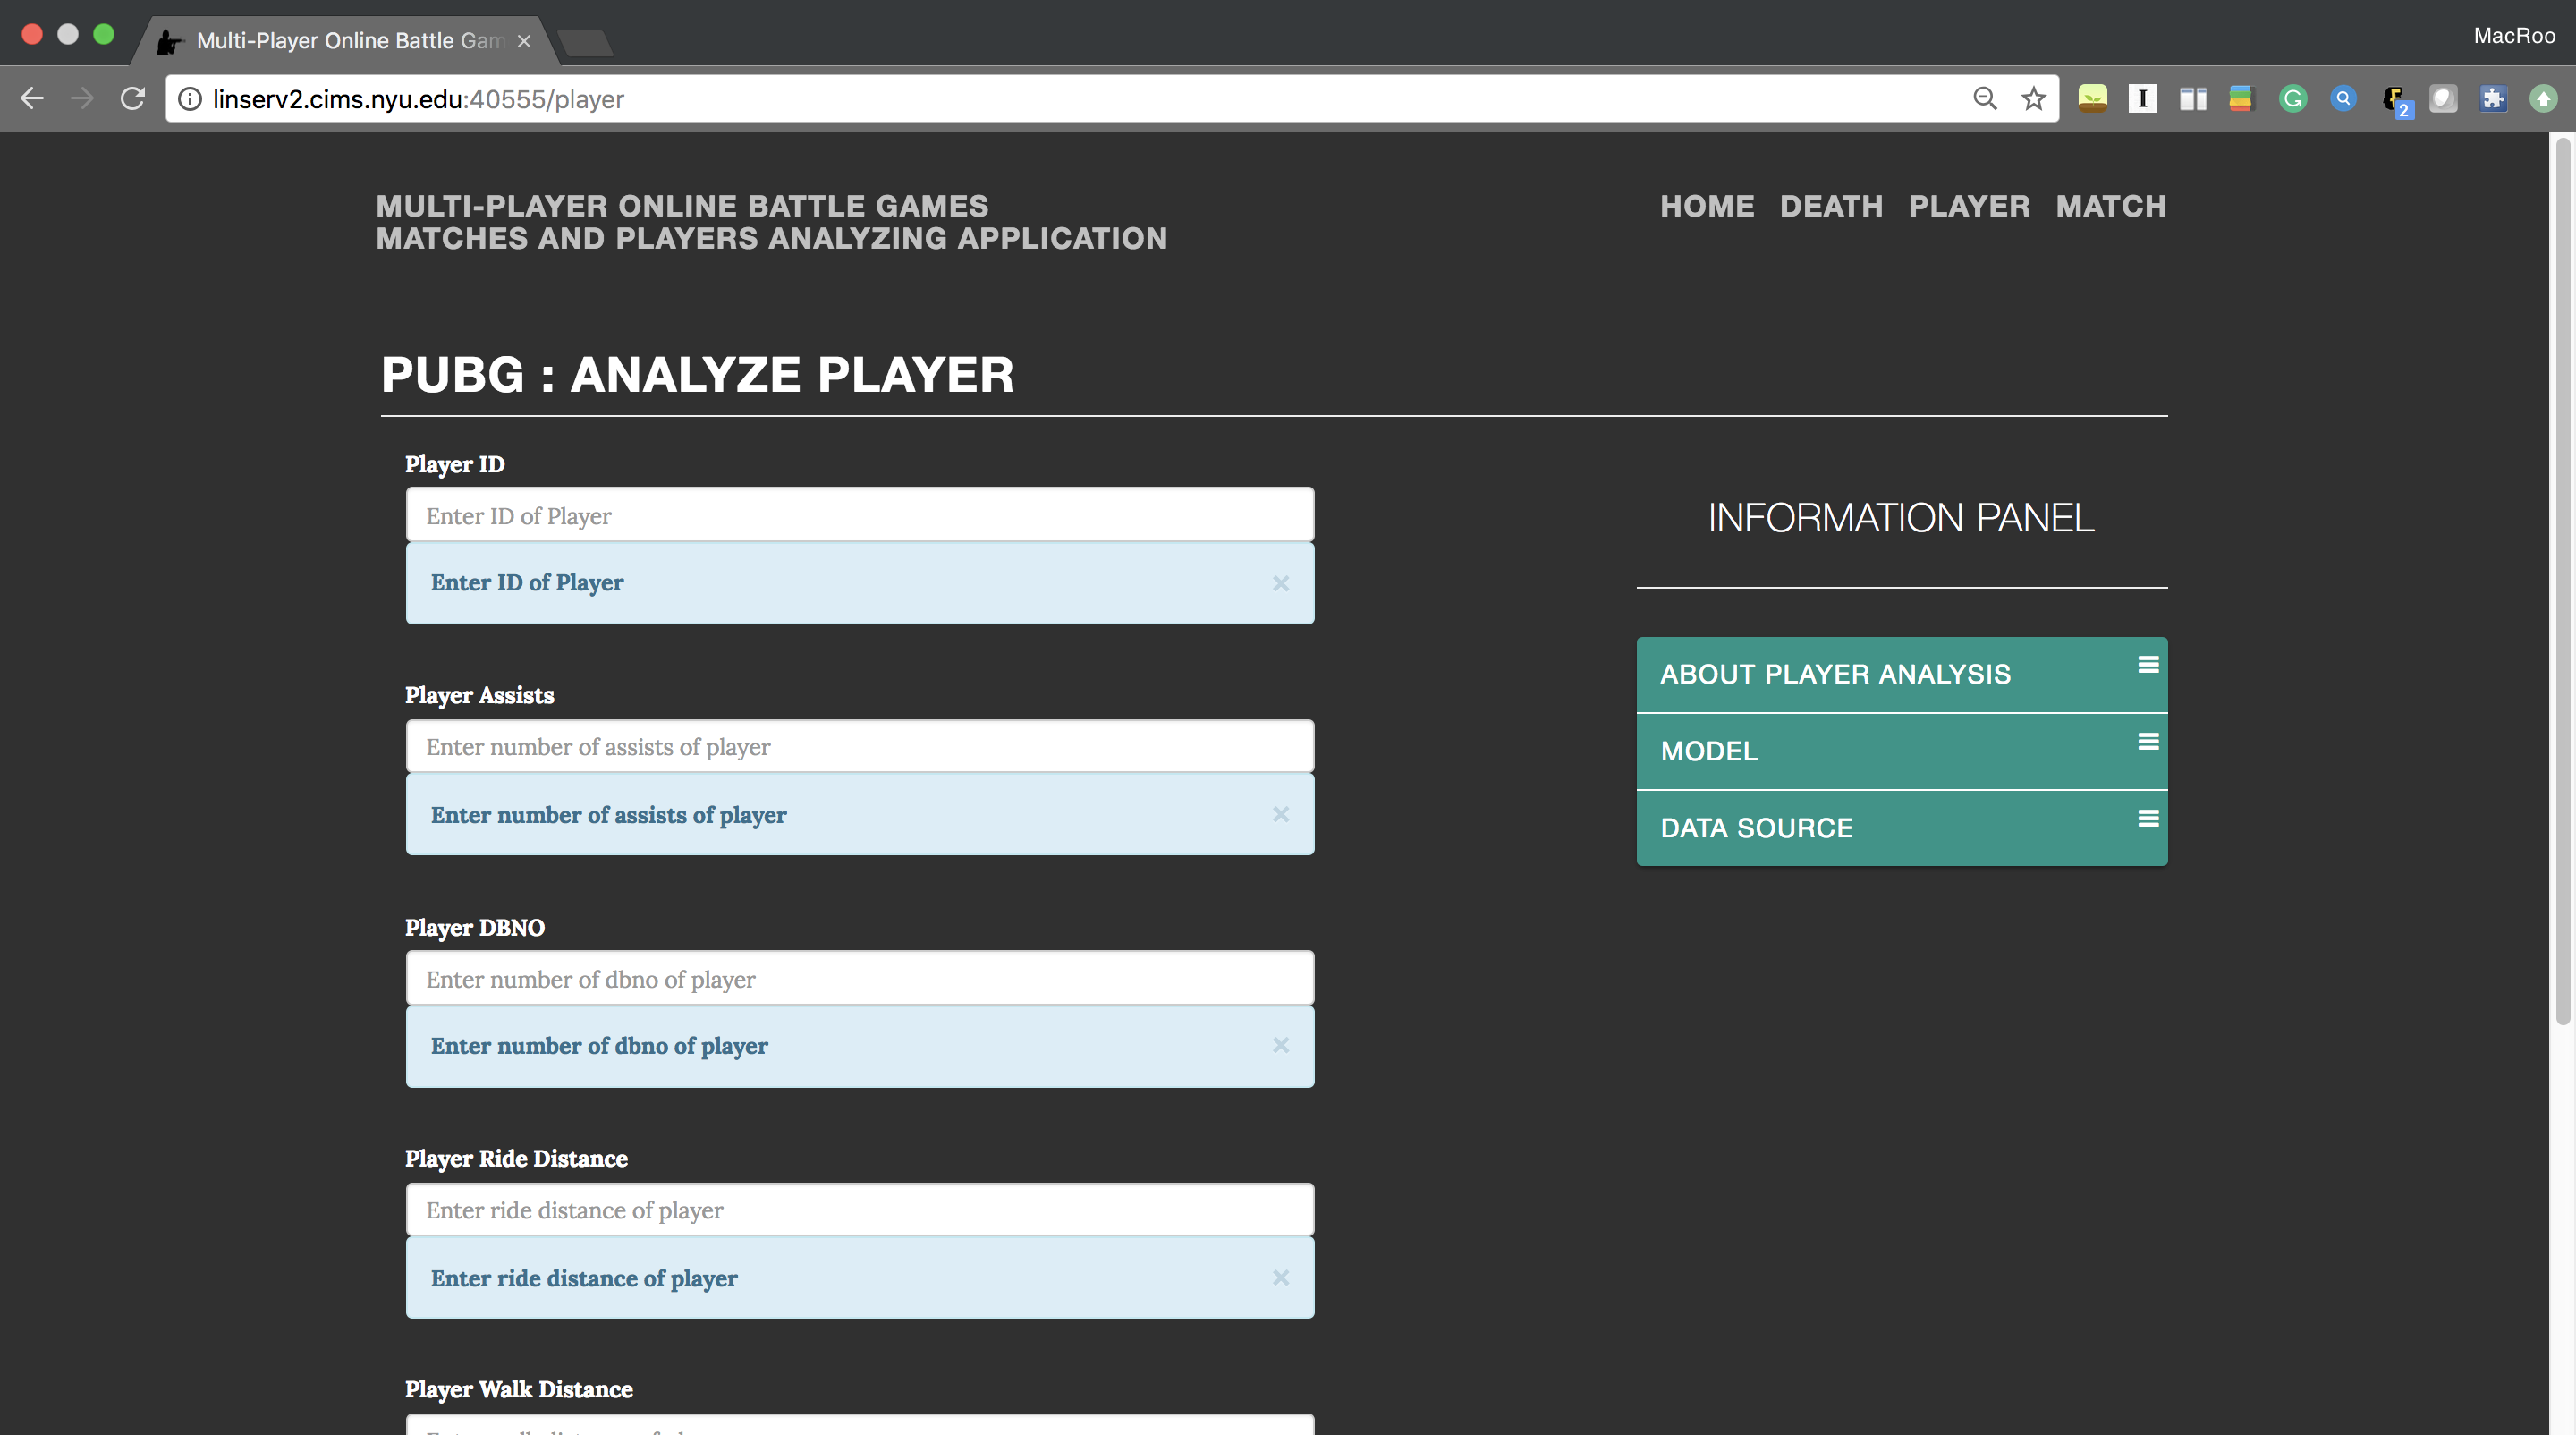 Multi-Player Online Battle Gam
MacRoo
linserv2.cims.nyu.edu:40555/player
I
2
MULTI-PLAYER ONLINE BATTLE GAMES
MATCHES AND PLAYERS ANALYZING APPLICATION
HOME DEATH PLAYER MATCH
PUBG : ANALYZE PLAYER
Player ID
Enter ID of Player
Enter ID of Player
Player Assists
Enter number of assists of player
Enter number of assists of player
Player DBNO
Enter number of dbno of player
Enter number of dbno of player
Player Ride Distance
Enter ride distance of player
Enter ride distance of player
Player Walk Distance
INFORMATION PANEL
ABOUT PLAYER ANALYSIS
MODEL
DATA SOURCE